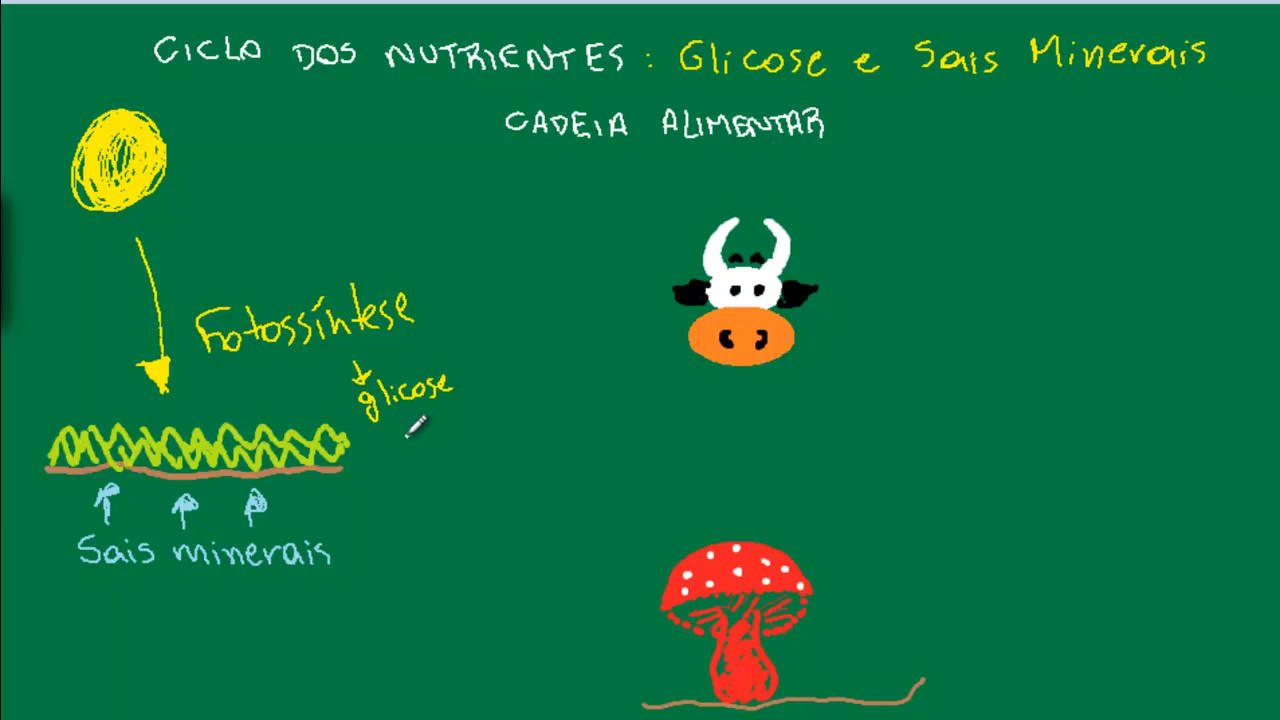 CICLO DOS NUTRIENTES : Glicose e Sais Minerais
CADEIA ALIMENTAR
Fotossíntese
glicose
Sais minerais